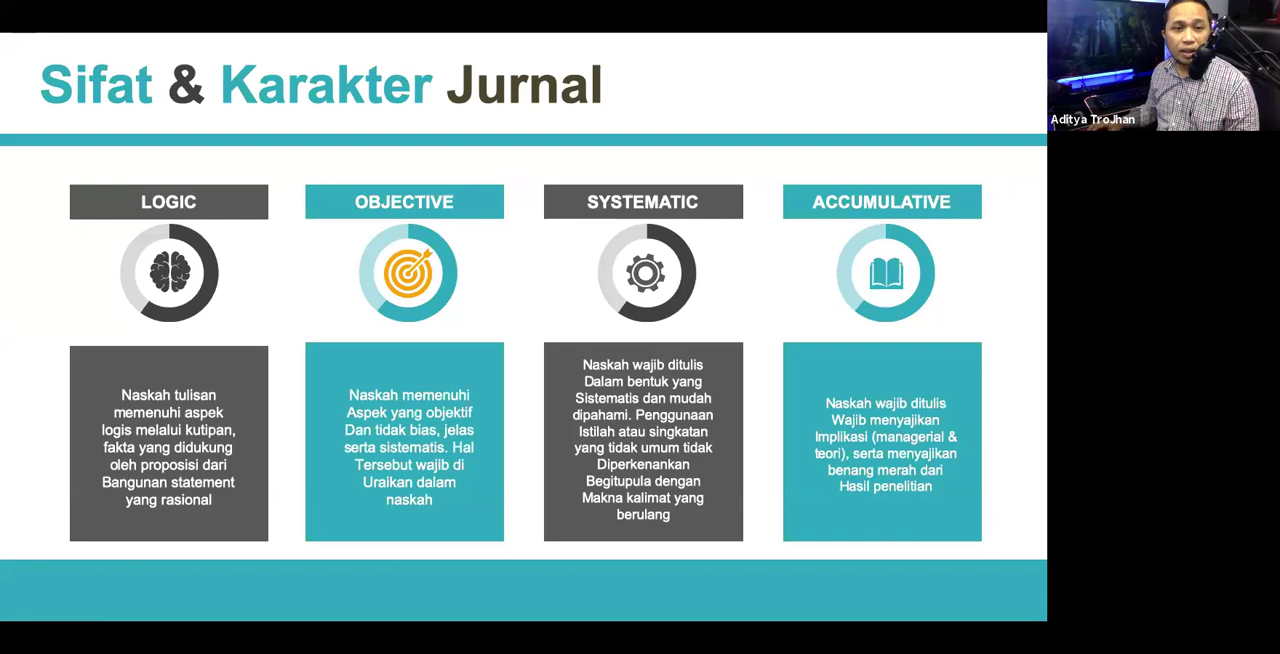 Sifat & Karakter Jurnal
Aditya TroJhan
LOGIC
Naskah tulisan
memenuhi aspek
logis melalui kutipan,
fakta yang didukung
oleh proposisi dari
Bangunan statement
yang rasional
OBJECTIVE
Naskah memenuhi
Aspek yang objektif
Dan tidak bias, jelas
serta sistematis. Hal
Tersebut wajib di
Uraikan dalam
naskah
SYSTEMATIC
Naskah wajib ditulis
Dalam bentuk yang
Sistematis dan mudah
dipahami. Penggunaan
Istilah atau singkatan
yang tidak umum tidak
Diperkenankan
Begitupula dengan
Makna kalimat yang
berulang
ACCUMULATIVE
Naskah wajib ditulis
Wajib menyajikan
Implikasi (managerial &
teori), serta menyajikan
benang merah dari
Hasil penelitian